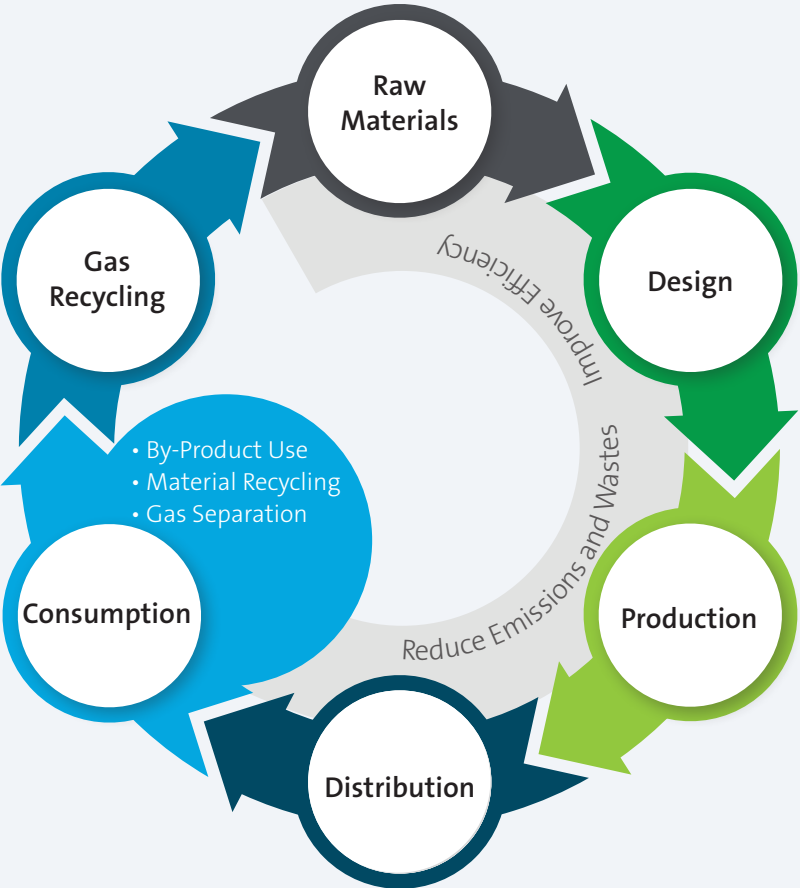 Raw
Materials
Design
Production
Distribution
Consumption
• By-Product Use
• Material Recycling
• Gas Separation
Gas
Recycling
Improve Efficiency
Reduce Emissions and Wastes